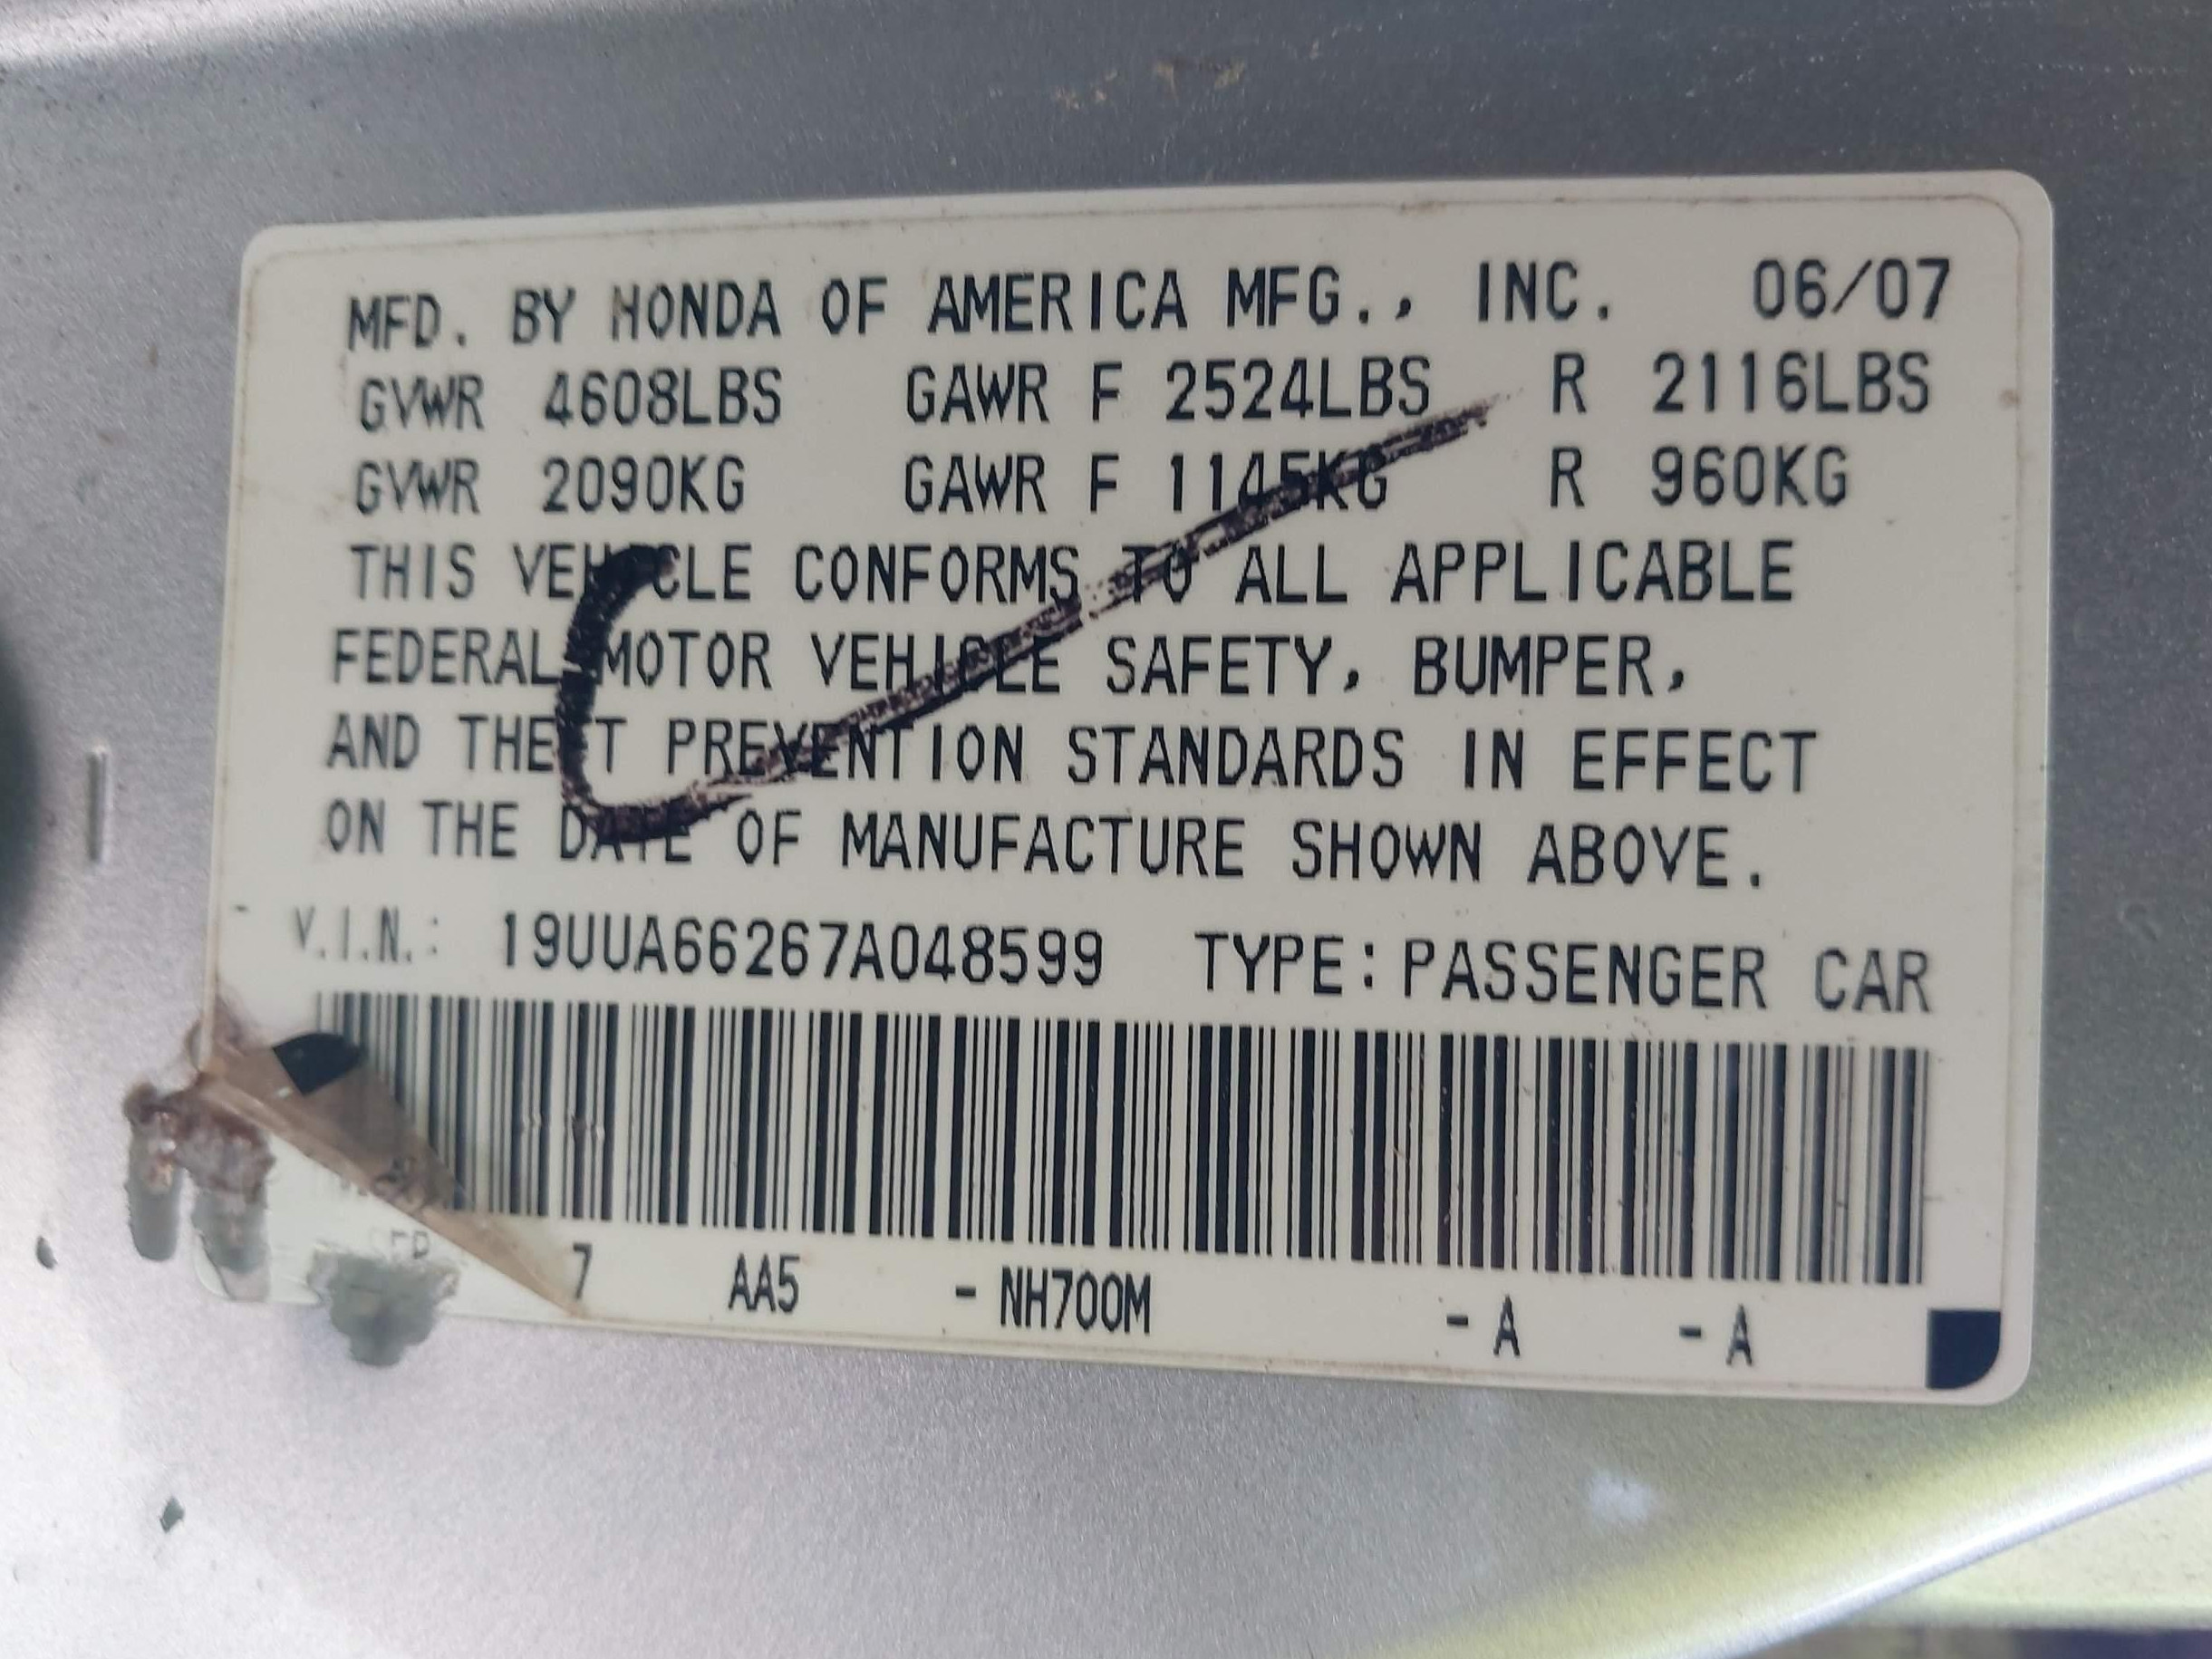 MFD. BY HONDA OF AMERICA MFG., INC. 06/07
GVWR 4608LBS GAWR F 2524LBS R 2116LBS
GVWR 2090KG GAWR F 1145KG R 960KG
THIS VEHICLE CONFORMS TO ALL APPLICABLE
FEDERAL MOTOR VEHICLE SAFETY, BUMPER,
AND THEFT PREVENTION STANDARDS IN EFFECT
ON THE DATE OF MANUFACTURE SHOWN ABOVE.
V.I.N.: 19UUA66267A048599 TYPE: PASSENGER CAR
7 AA5 - NH700M - A - A